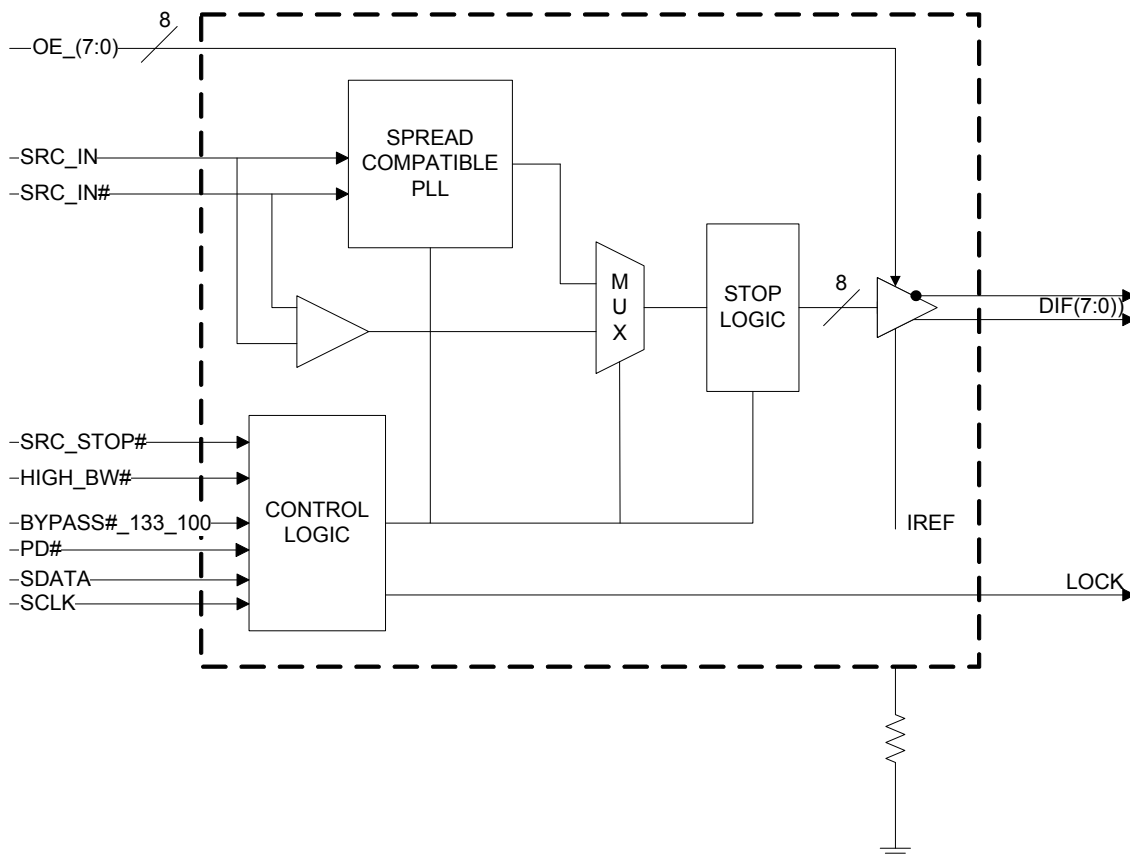 8
OE_(7:0)
SPREAD
COMPATIBLE
PLL
SRC_IN
SRC_IN#
M
U
X
STOP
LOGIC
8
DIF(7:0))
SRC_STOP#
HIGH_BW#
BYPASS#_133_100
PD#
SDATA
SCLK
CONTROL
LOGIC
IREF
LOCK